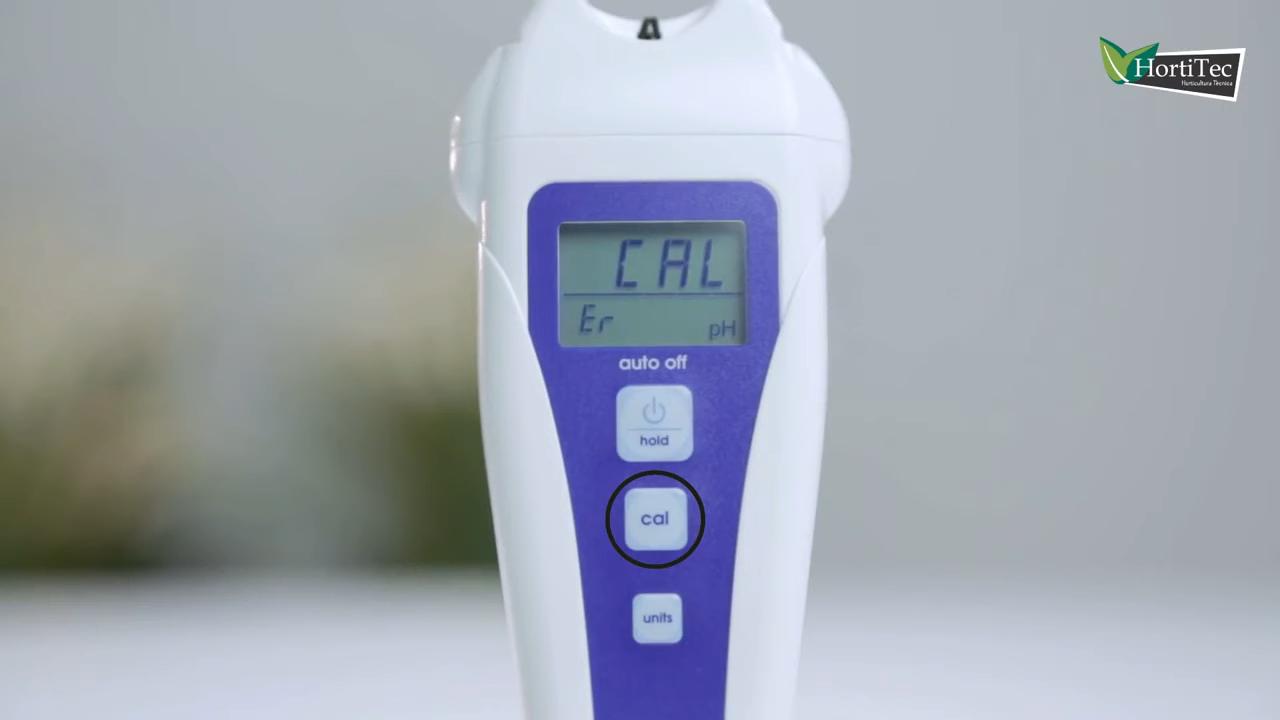 HortiTec
Horticultura Técnica
CAL
Er pH
auto off
hold
cal
units